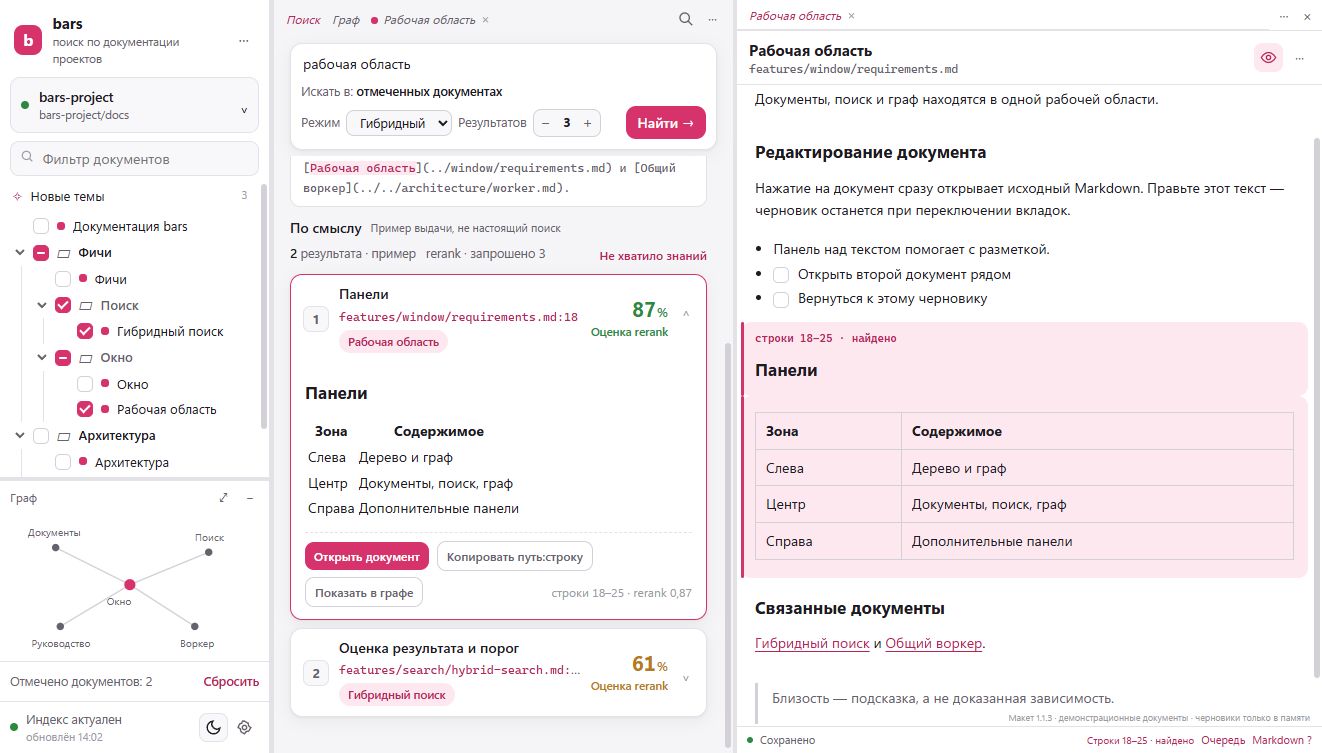 b
bars
поиск по документации
проектов
···
bars-project
bars-project/docs
Фильтр документов
Новые темы 3
Документация bars
Фичи
Фичи
Поиск
Гибридный поиск
Окно
Окно
Рабочая область
Архитектура
Архитектура
Граф
Документы
Поиск
Окно
Руководство
Воркер
Отмечено документов: 2 Сбросить
Индекс актуален
обновлён 14:02
Поиск Граф Рабочая область ×
···
рабочая область
Искать в: отмеченных документах
Режим Гибридный Результатов − 3 + Найти →
[Рабочая область](../window/requirements.md) и [Общий
воркер](../../architecture/worker.md).
По смыслу Пример выдачи, не настоящий поиск
2 результата · пример rerank · запрошено 3 Не хватило знаний
1
Панели
features/window/requirements.md:18
Рабочая область
87%
Оценка rerank
Панели
Зона Содержимое
Слева Дерево и граф
Центр Документы, поиск, граф
Справа Дополнительные панели
Открыть документ Копировать путь:строку
Показать в графе строки 18–25 · rerank 0,87
2
Оценка результата и порог
features/search/hybrid-search.md:…
Гибридный поиск
61%
Оценка rerank
Рабочая область ×
··· ×
Рабочая область
features/window/requirements.md
···
Документы, поиск и граф находятся в одной рабочей области.
Редактирование документа
Нажатие на документ сразу открывает исходный Markdown. Правьте этот текст —
черновик останется при переключении вкладок.
• Панель над текстом помогает с разметкой.
• Открыть второй документ рядом
• Вернуться к этому черновику
строки 18–25 · найдено
Панели
Зона Содержимое
Слева Дерево и граф
Центр Документы, поиск, граф
Справа Дополнительные панели
Связанные документы
Гибридный поиск и Общий воркер.
Близость — подсказка, а не доказанная зависимость.
Макет 1.1.3 · демонстрационные документы · черновики только в памяти
Сохранено
Строки 18–25 · найдено Очередь Markdown ?